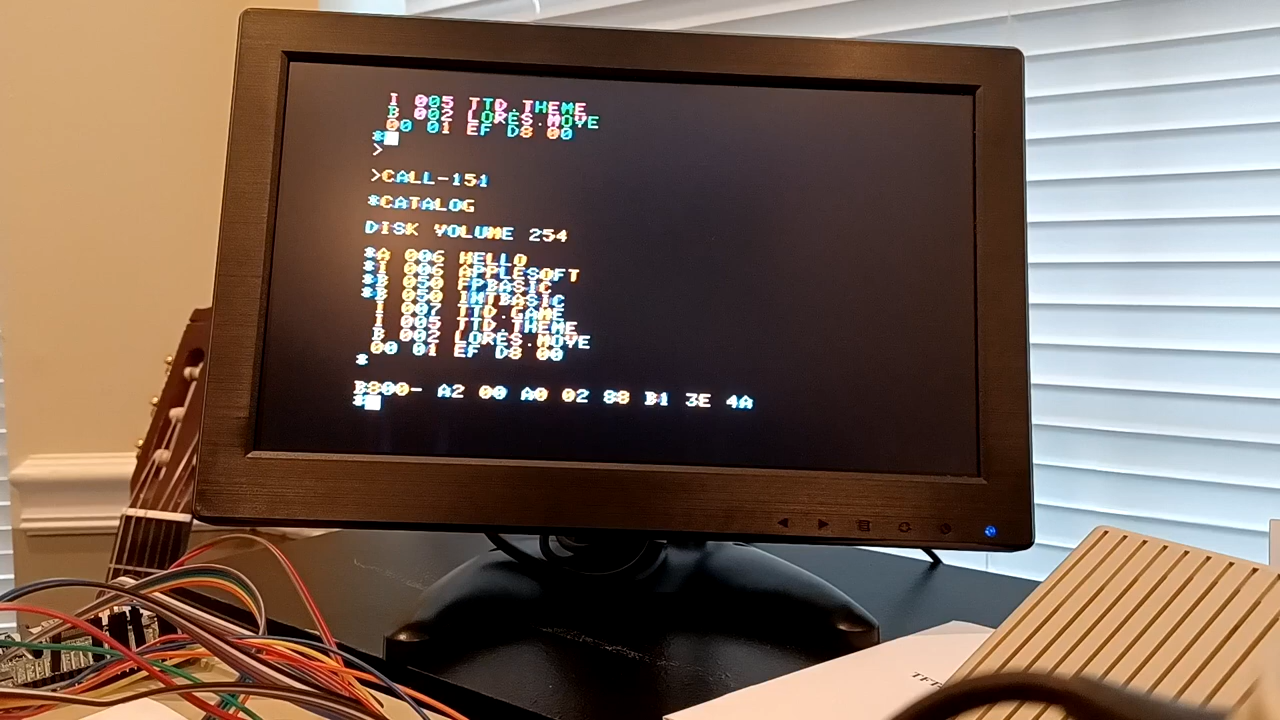 I 005 TTD.THEME
B 002 LORES.MOVE
00 01 EF D8 00
*
>
>CALL-151
*CATALOG
DISK VOLUME 254
*A 006 HELLO
*I 006 APPLESOFT
*B 050 FPBASIC
*B 050 INTBASIC
I 007 TTD.GAME
I 005 TTD.THEME
B 002 LORES.MOVE
00 01 EF D8 00
*
B800- A2 00 A0 02 88 B1 3E 4A
*